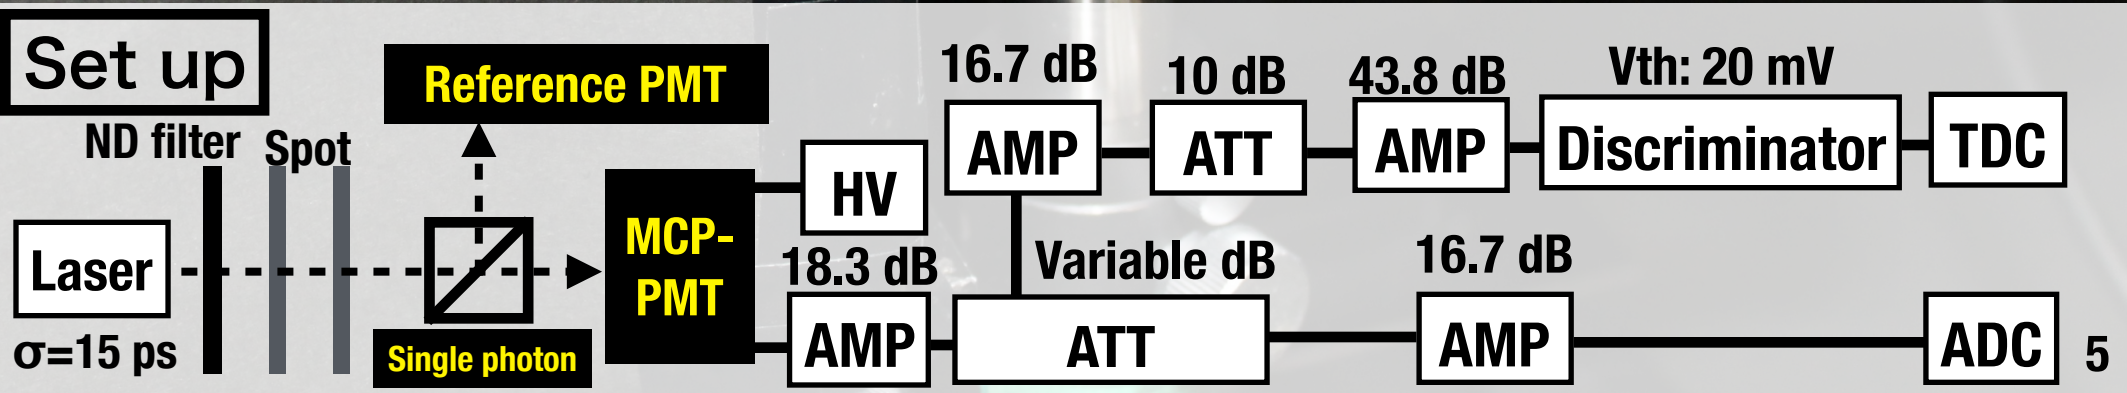 Set up
Reference PMT
ND filter
Spot
Laser
σ=15 ps
Single photon
MCP-
PMT
HV
18.3 dB
AMP
16.7 dB
AMP
10 dB
ATT
43.8 dB
AMP
Vth: 20 mV
Discriminator
TDC
Variable dB
ATT
16.7 dB
AMP
ADC
5